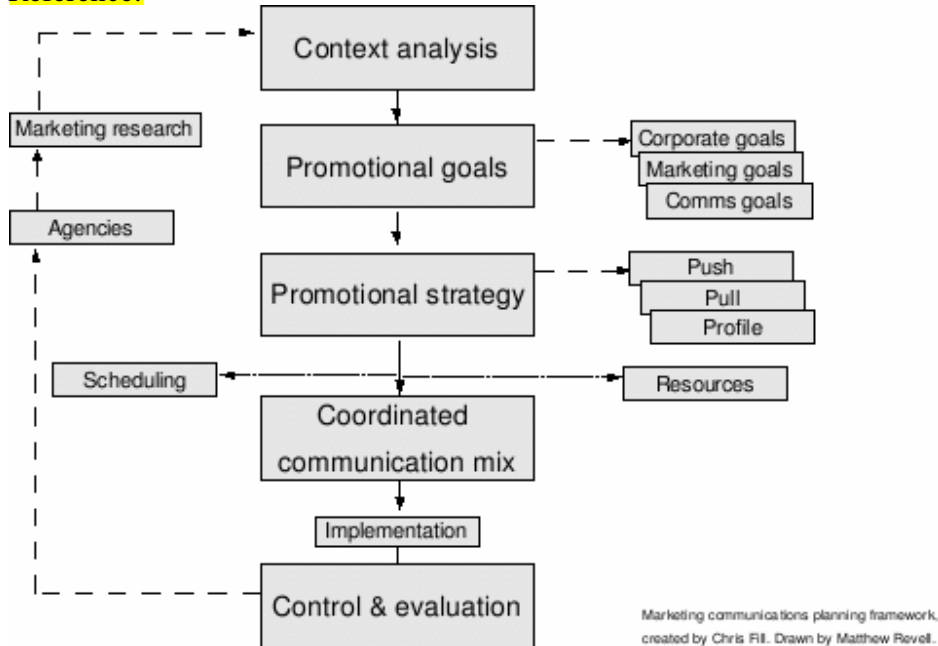 Reference:
Context analysis
Marketing research
Promotional goals
Corporate goals
Marketing goals
Comms goals
Agencies
Promotional strategy
Push
Pull
Profile
Scheduling
Resources
Coordinated
communication mix
Implementation
Control & evaluation
Marketing communications planning framework,
created by Chris Fill. Drawn by Matthew Revell.